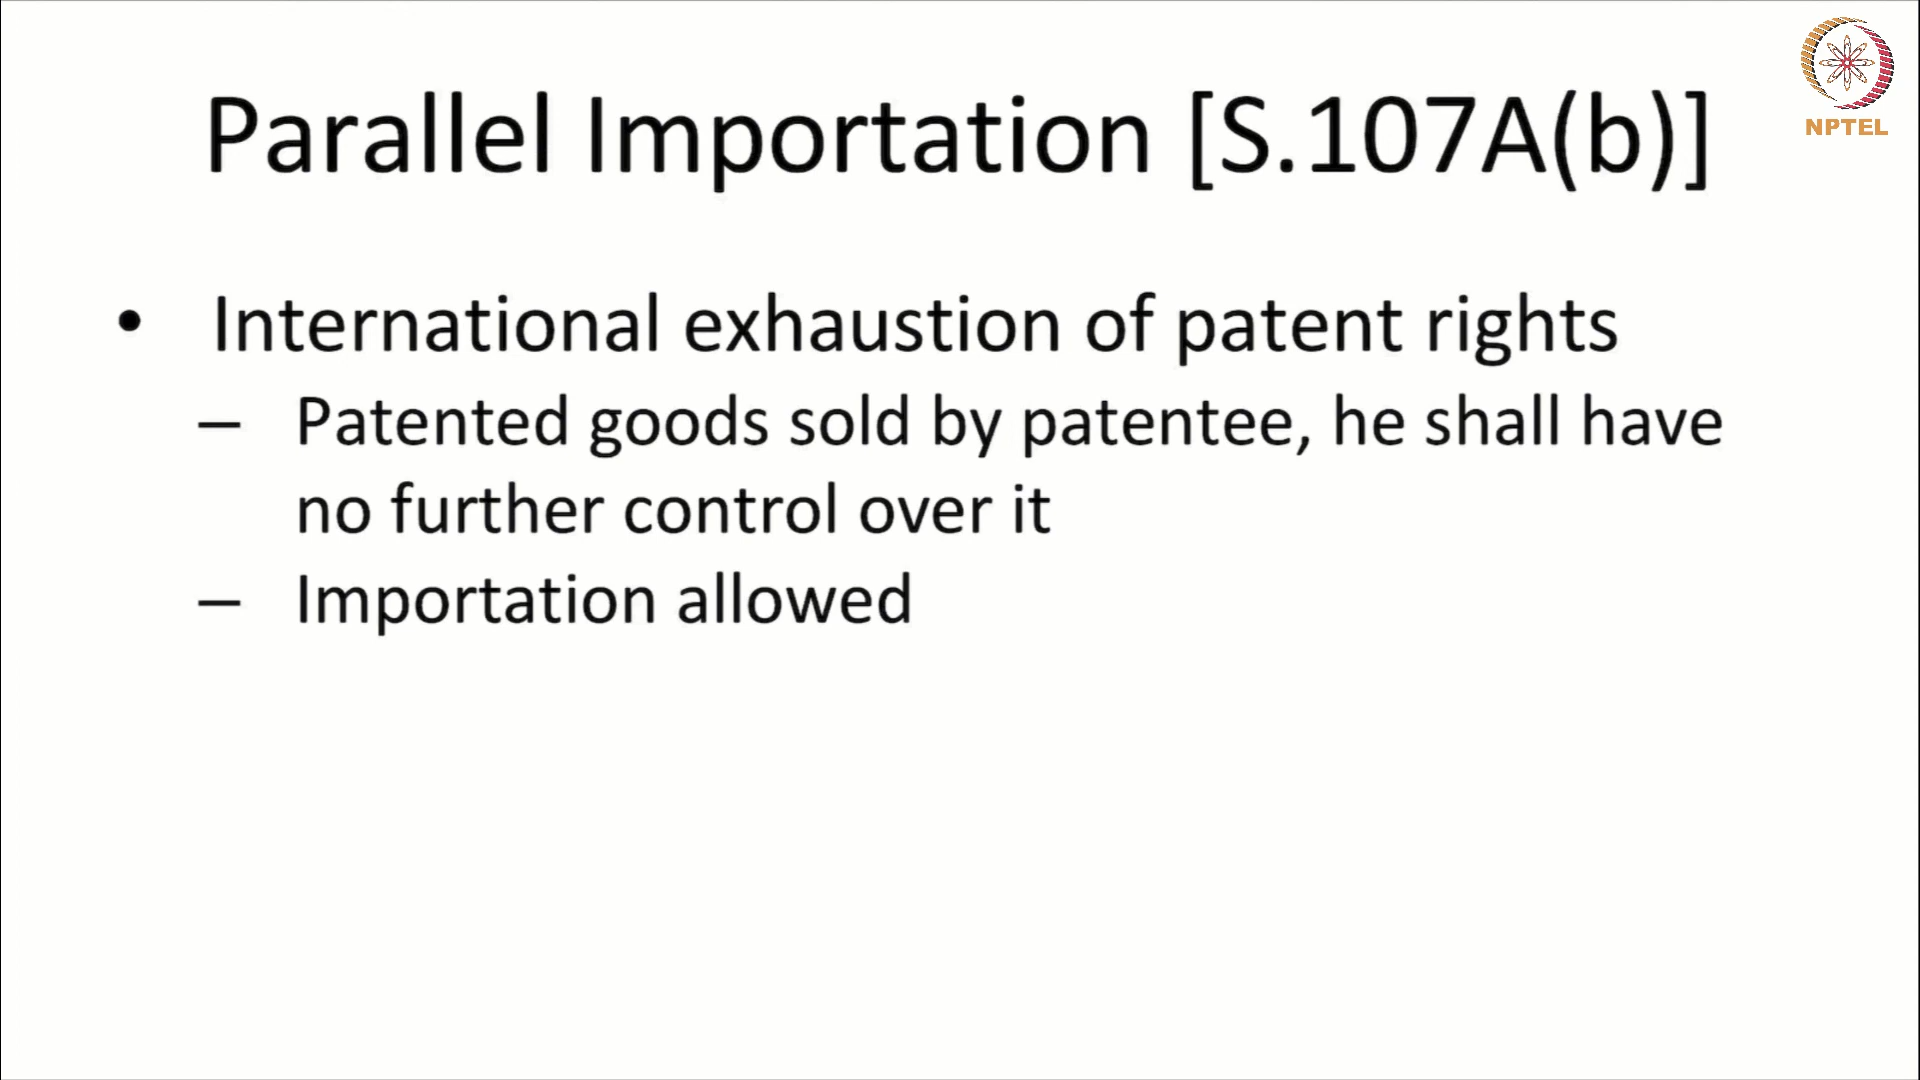 NPTEL
Parallel Importation [S.107A(b)]
• International exhaustion of patent rights
– Patented goods sold by patentee, he shall have
no further control over it
– Importation allowed